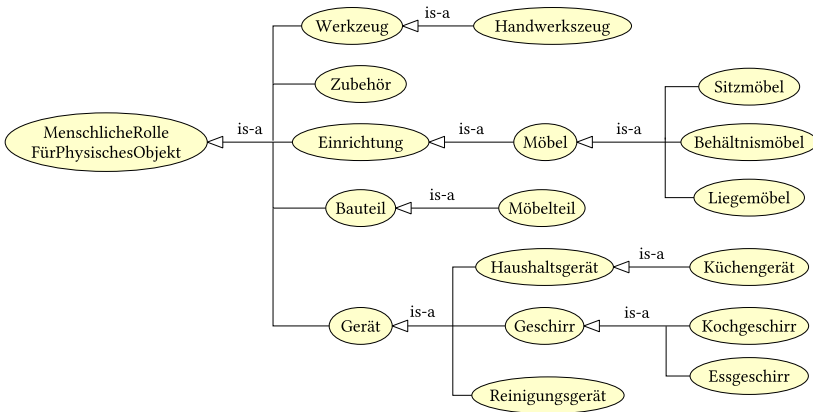 Werkzeug
is-a
Handwerkszeug
Zubehör
MenschlicheRolle
FürPhysischesObjekt
is-a
Einrichtung
is-a
Möbel
is-a
Sitzmöbel
Behältnismöbel
Liegemöbel
Bauteil
is-a
Möbelteil
Gerät
is-a
Haushaltsgerät
is-a
Küchengerät
Geschirr
is-a
Kochgeschirr
Essgeschirr
Reinigungsgerät